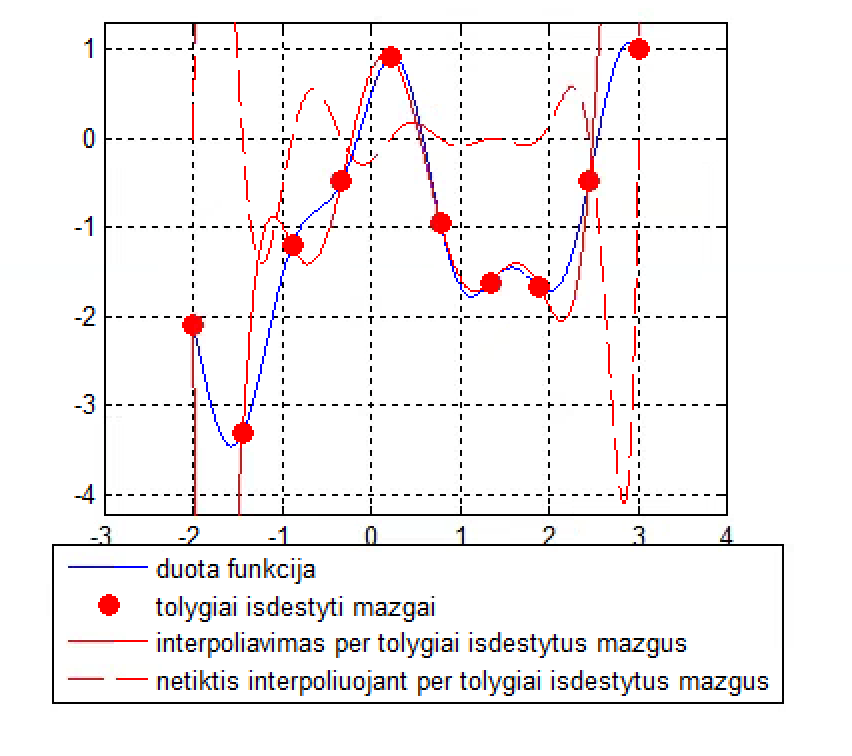 1
0
-1
-2
-3
-4
-3 -2 -1 0 1 2 3 4
duota funkcija
tolygiai isdestyti mazgai
interpoliavimas per tolygiai isdestytus mazgus
netiktis interpoliuojant per tolygiai isdestytus mazgus